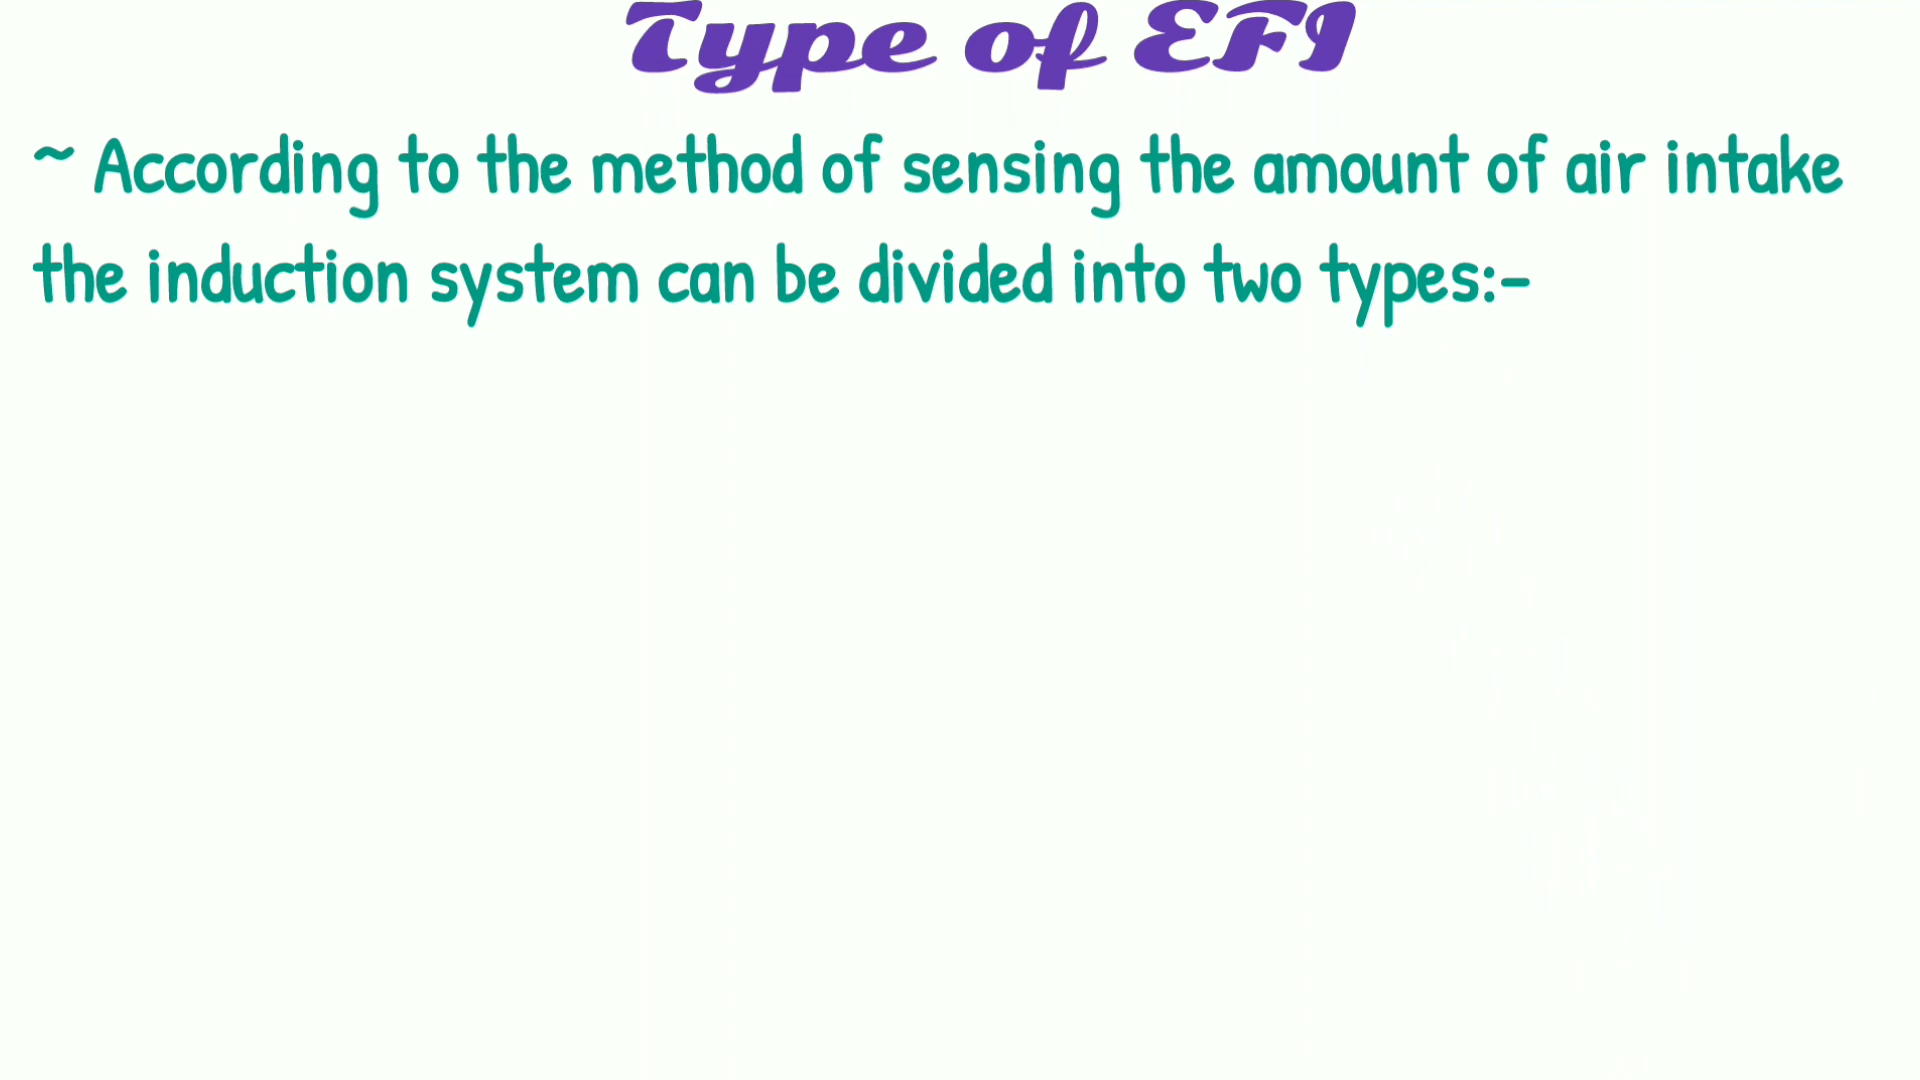 Type of EFI
~ According to the method of sensing the amount of air intake
the induction system can be divided into two types:-